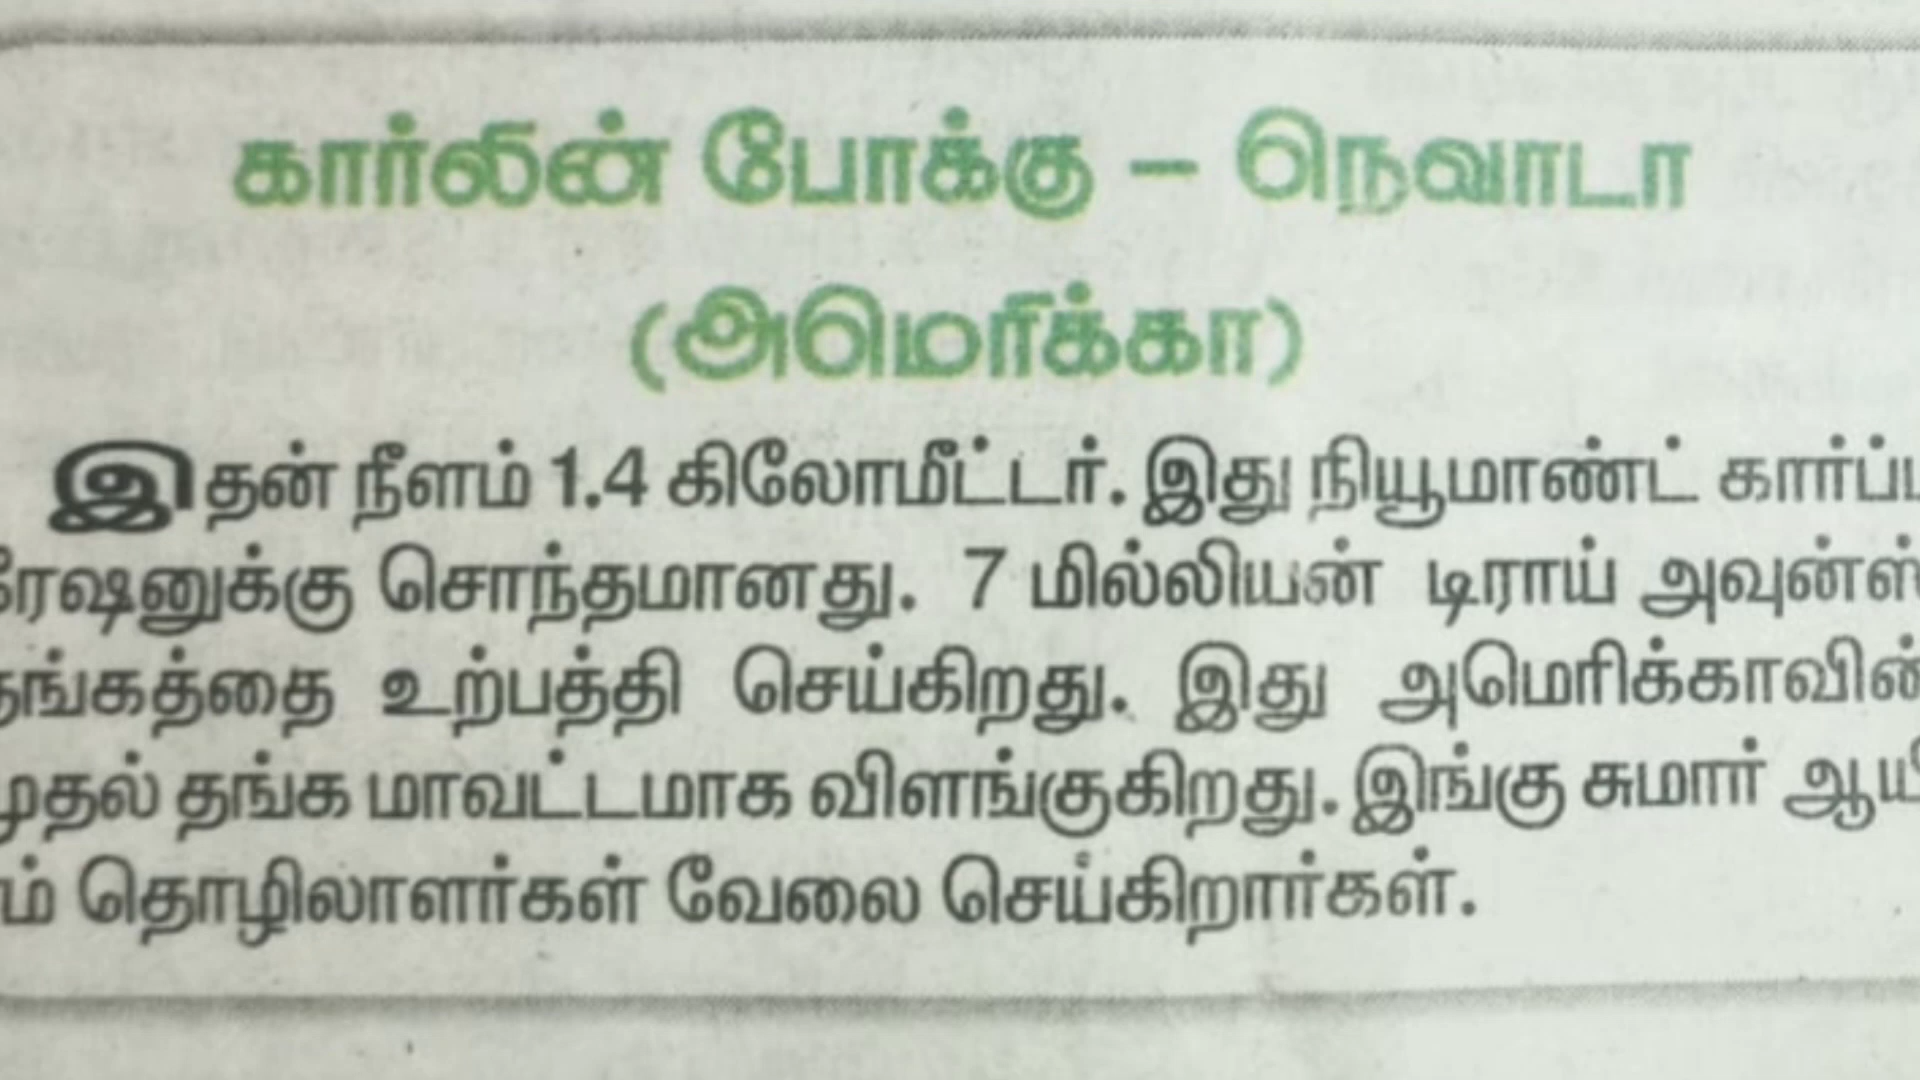 கார்லின் போக்கு – நெவாடா
(அமெரிக்கா)
இதன் நீளம் 1.4 கிலோமீட்டர். இது நியூமாண்ட் கார்ப்ப
ரேஷனுக்கு சொந்தமானது. 7 மில்லியன் டிராய் அவுன்ஸ்
தங்கத்தை உற்பத்தி செய்கிறது. இது அமெரிக்காவின்
முதல் தங்க மாவட்டமாக விளங்குகிறது. இங்கு சுமார் ஆயி
ம் தொழிலாளர்கள் வேலை செய்கிறார்கள்.